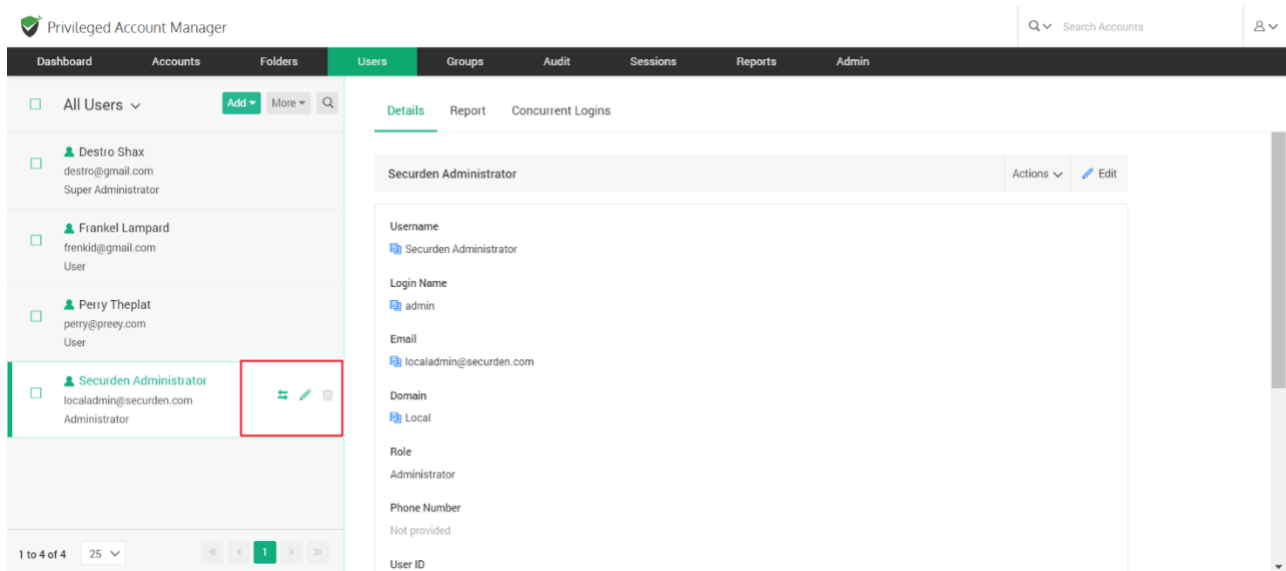 Privileged Account Manager
Search Accounts
Dashboard Accounts Folders Users Groups Audit Sessions Reports Admin
All Users
Add More
Destro Shax
destro@gmail.com
Super Administrator
Frankel Lampard
frenkid@gmail.com
User
Perry Theplat
perry@preey.com
User
Securden Administrator
localadmin@securden.com
Administrator
1 to 4 of 4 25 « < 1 > »
Details Report Concurrent Logins
Securden Administrator Actions Edit
Username
Securden Administrator
Login Name
admin
Email
localadmin@securden.com
Domain
Local
Role
Administrator
Phone Number
Not provided
User ID